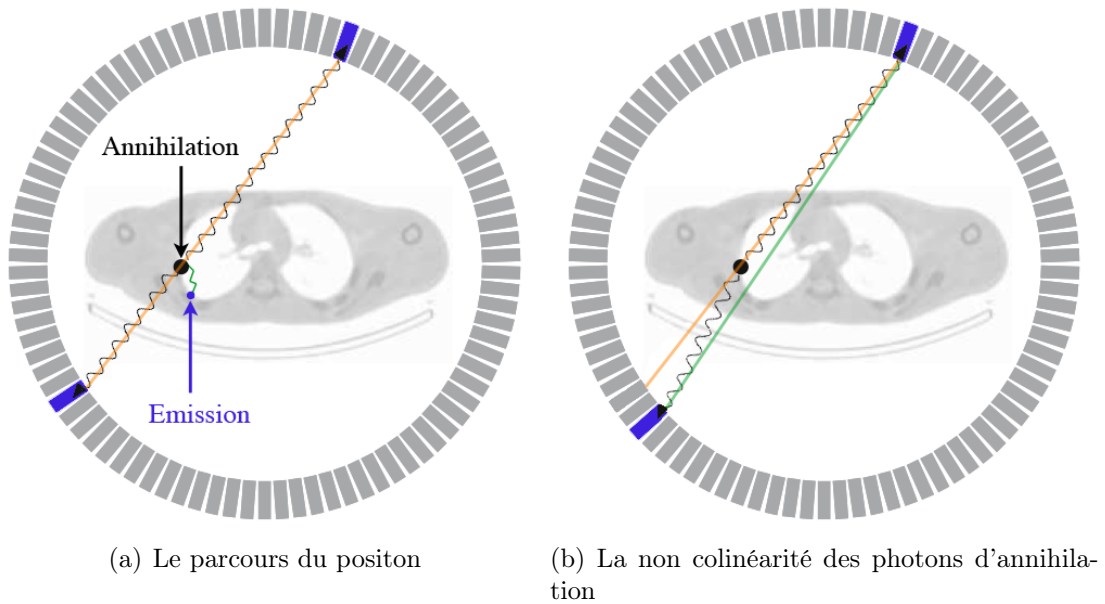 Annihilation
Emission
(a) Le parcours du positon
(b) La non colinéarité des photons d'annihila-
tion